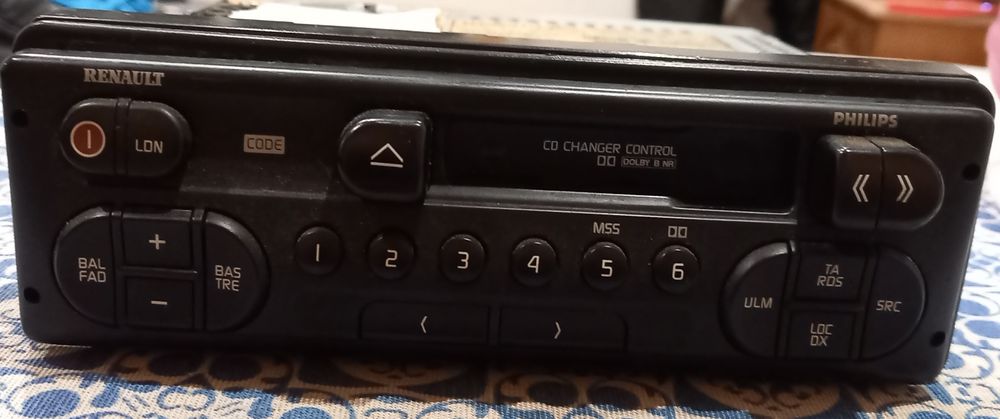 RENAULT
PHILIPS
I
LDN
CODE
CD CHANGER CONTROL
DOLBY B NR
BAL
FAD
+
−
BAS
TRE
1
2
3
4
MSS
5
6
ULM
TA
RDS
LOC
DX
SRC